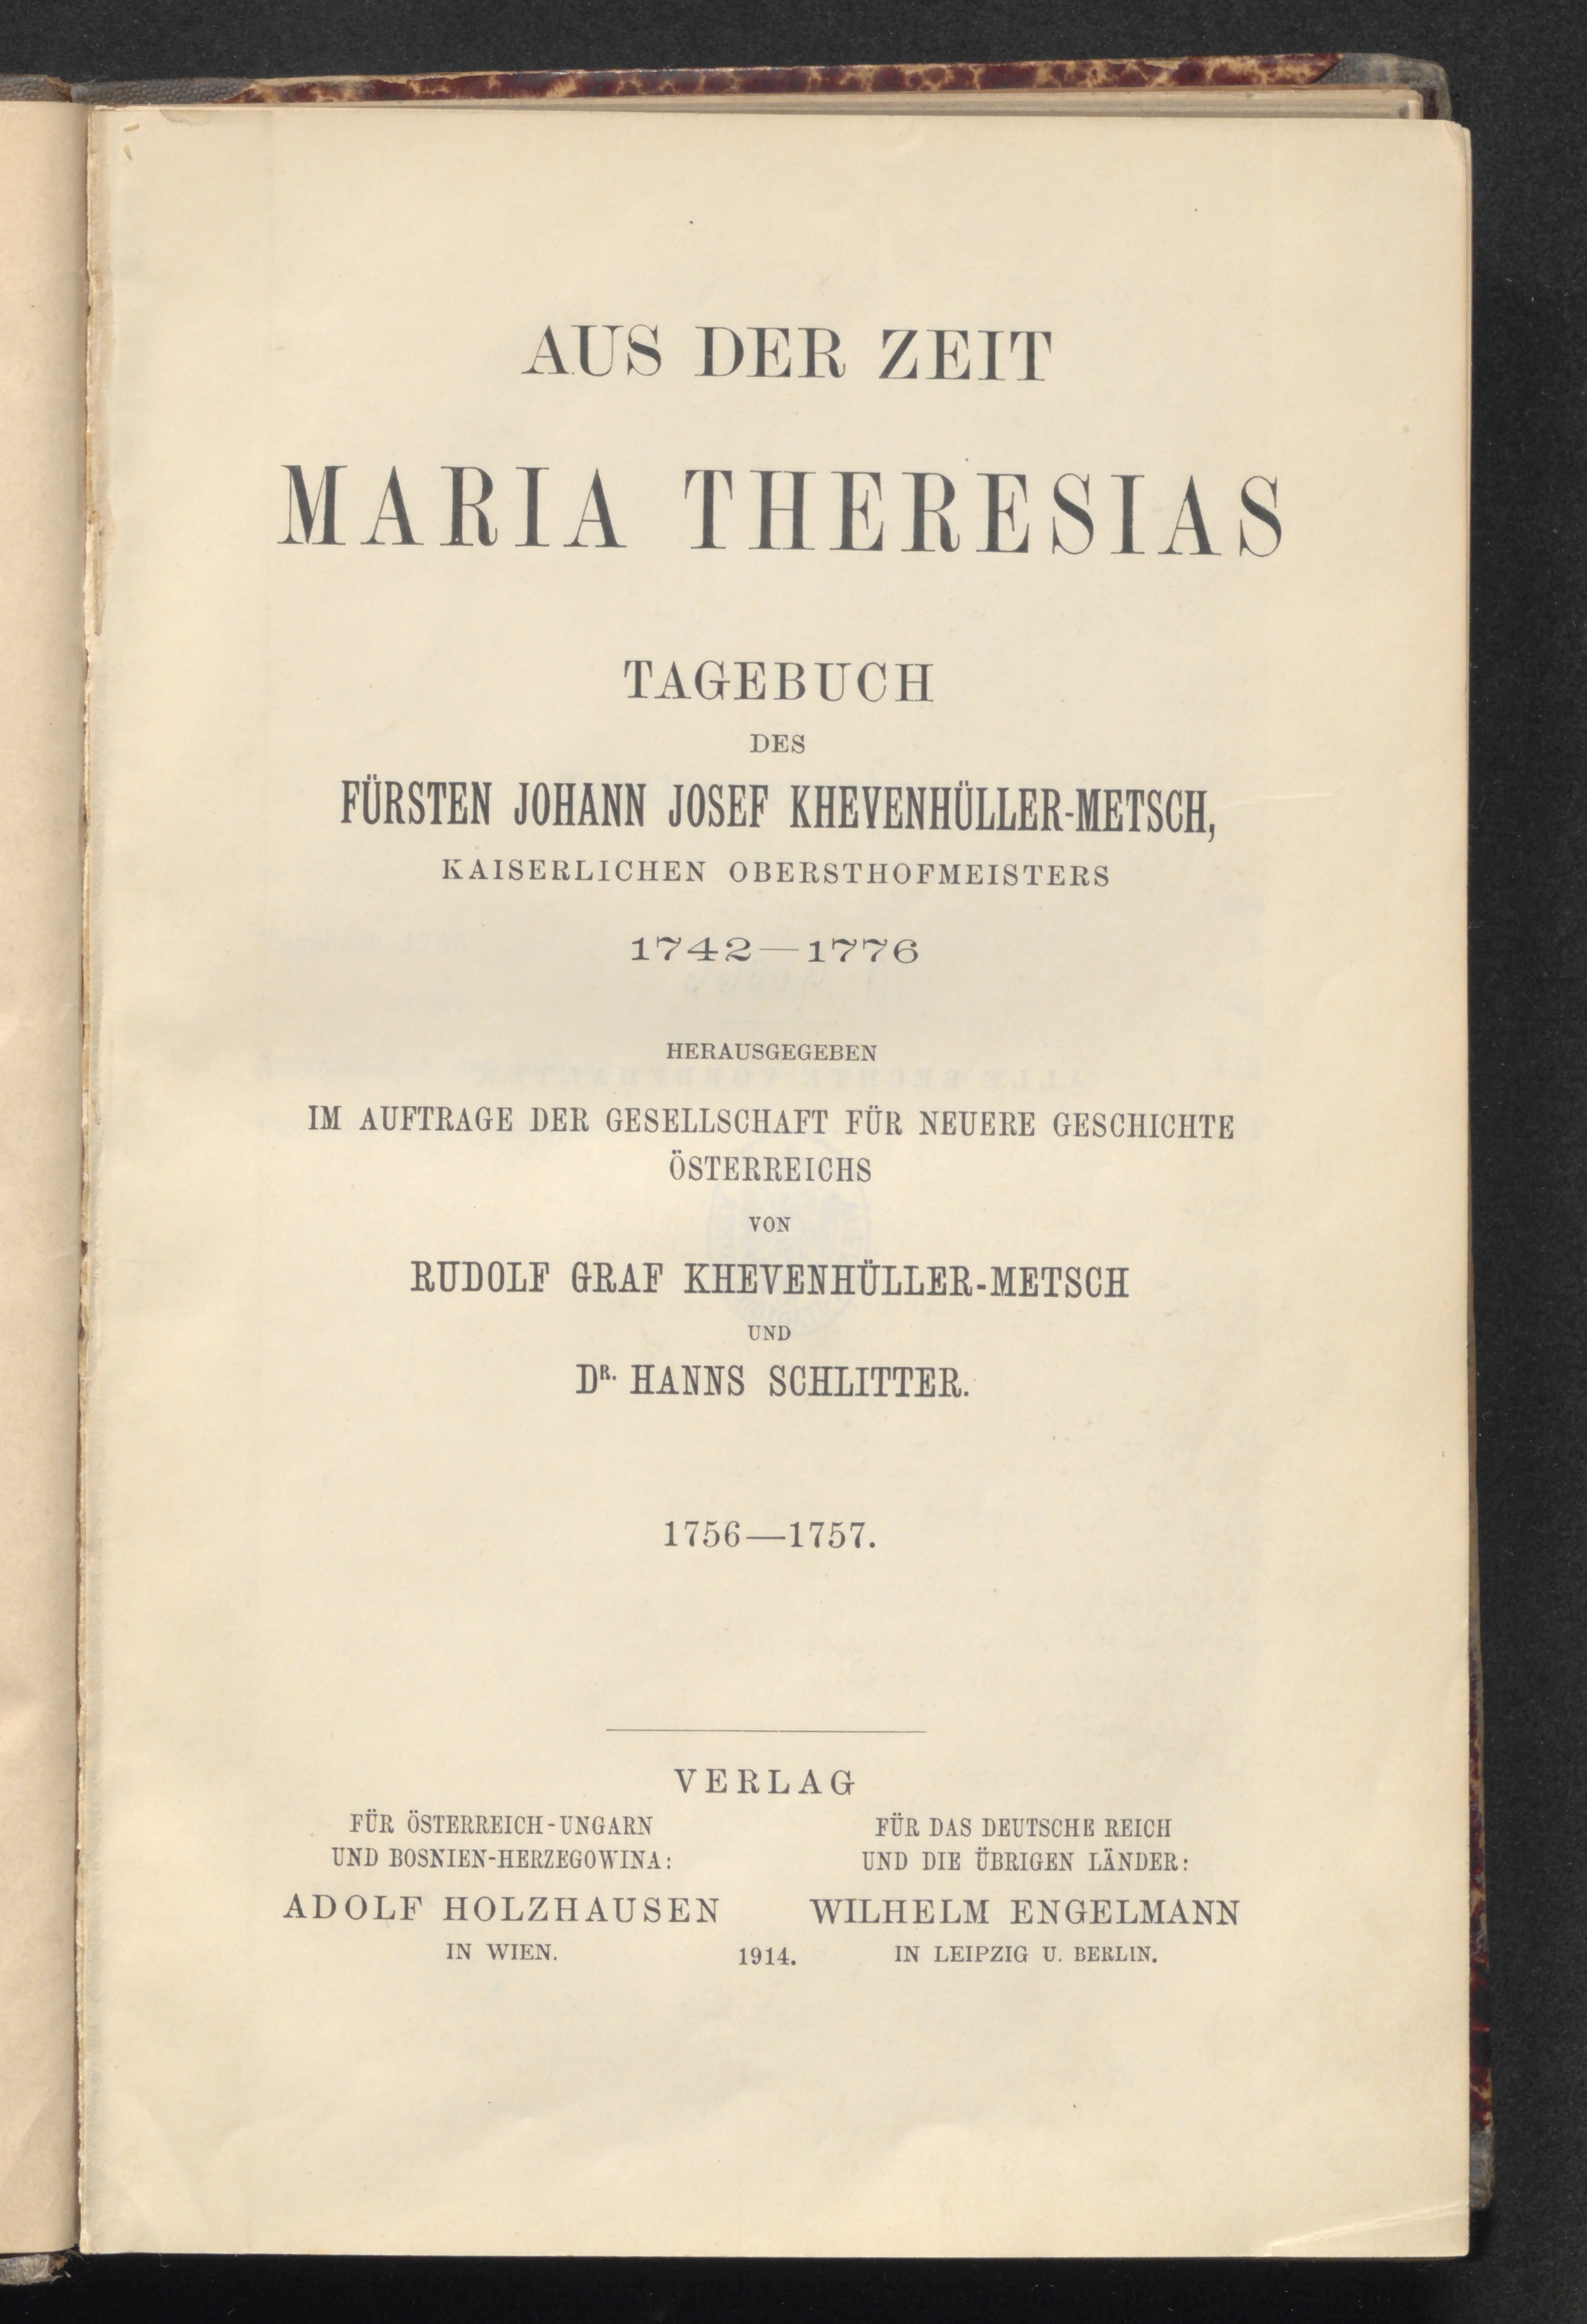 AUS DER ZEIT
MARIA THERESIAS
TAGEBUCH
DES
FÜRSTEN JOHANN JOSEF KHEVENHÜLLER-METSCH,
KAISERLICHEN OBERSTHOFMEISTERS
1742—1776
HERAUSGEGEBEN
IM AUFTRAGE DER GESELLSCHAFT FÜR NEUERE GESCHICHTE
ÖSTERREICHS
VON
RUDOLF GRAF KHEVENHÜLLER-METSCH
UND
DR. HANNS SCHLITTER.
1756—1757.
VERLAG
FÜR ÖSTERREICH-UNGARN
UND BOSNIEN-HERZEGOWINA:
ADOLF HOLZHAUSEN
IN WIEN.
FÜR DAS DEUTSCHE REICH
UND DIE ÜBRIGEN LÄNDER:
WILHELM ENGELMANN
IN LEIPZIG U. BERLIN.
1914.